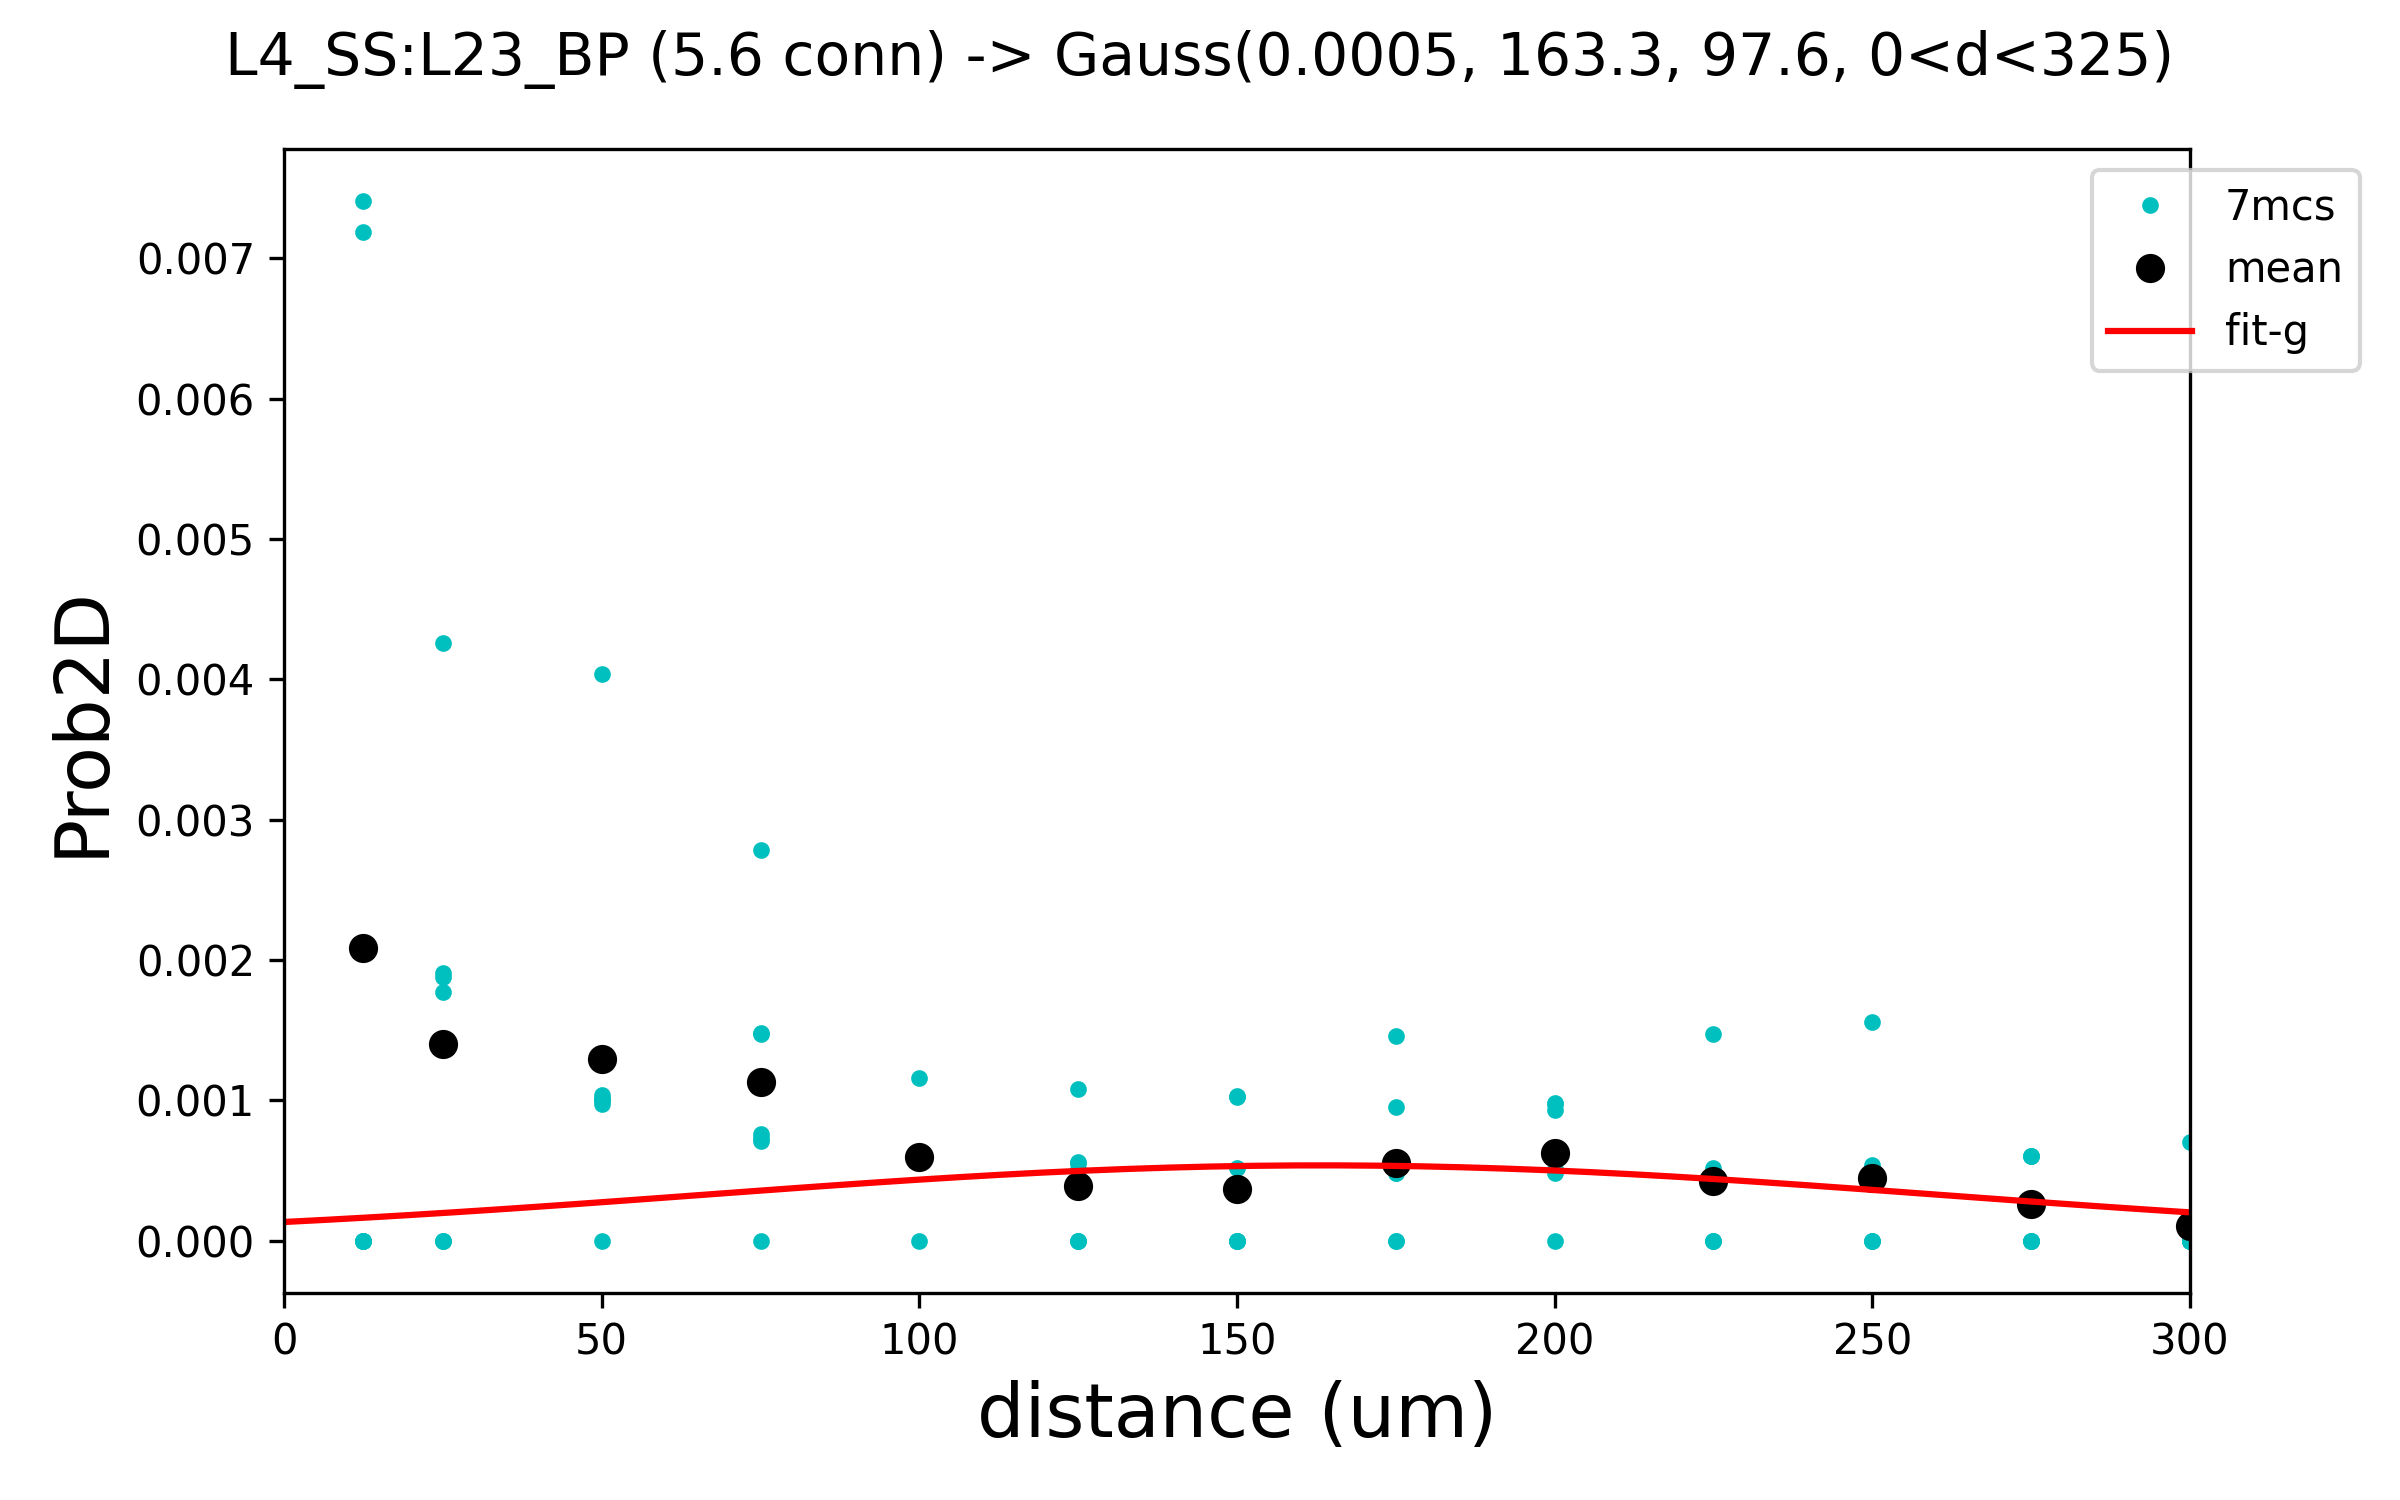 L4_SS:L23_BP (5.6 conn) -> Gauss(0.0005, 163.3, 97.6, 0<d<325)
7mcs
mean
fit-g
Prob2D
0.007
0.006
0.005
0.004
0.003
0.002
0.001
0.000
0 50 100 150 200 250 300
distance (um)